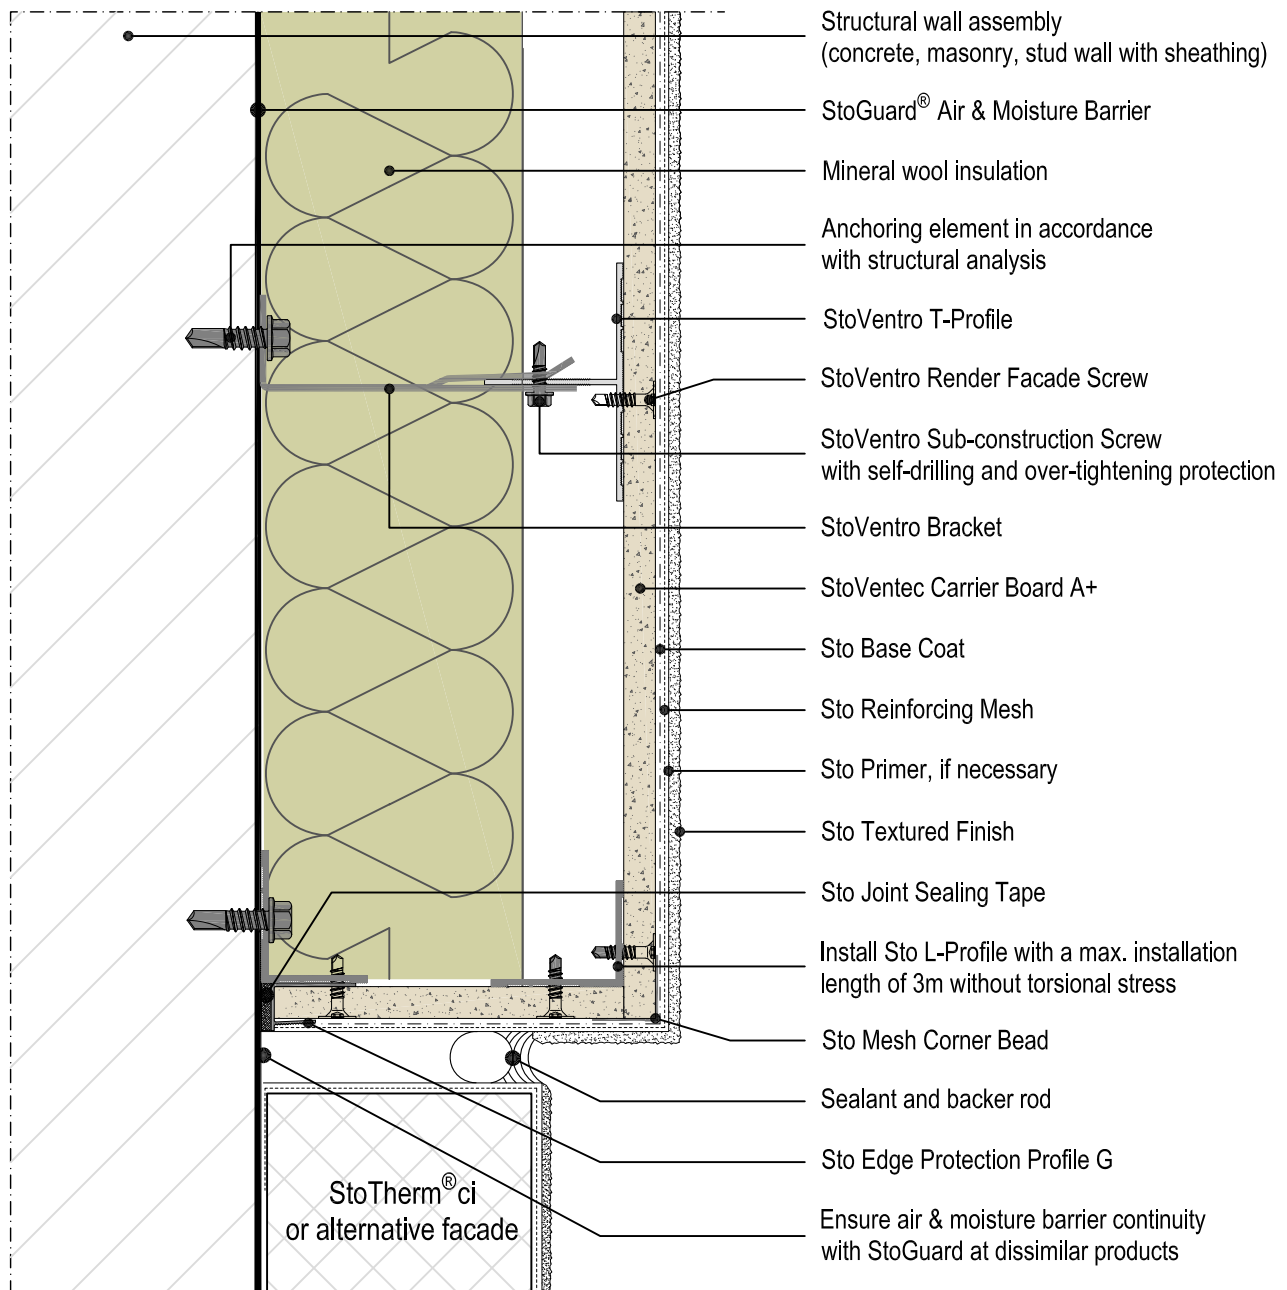 Structural wall assembly
(concrete, masonry, stud wall with sheathing)
StoGuard® Air & Moisture Barrier
Mineral wool insulation
Anchoring element in accordance
with structural analysis
StoVentro T-Profile
StoVentro Render Facade Screw
StoVentro Sub-construction Screw
with self-drilling and over-tightening protection
StoVentro Bracket
StoVentec Carrier Board A+
Sto Base Coat
Sto Reinforcing Mesh
Sto Primer, if necessary
Sto Textured Finish
Sto Joint Sealing Tape
Install Sto L-Profile with a max. installation
length of 3m without torsional stress
Sto Mesh Corner Bead
Sealant and backer rod
Sto Edge Protection Profile G
Ensure air & moisture barrier continuity
with StoGuard at dissimilar products
StoTherm® ci
or alternative facade